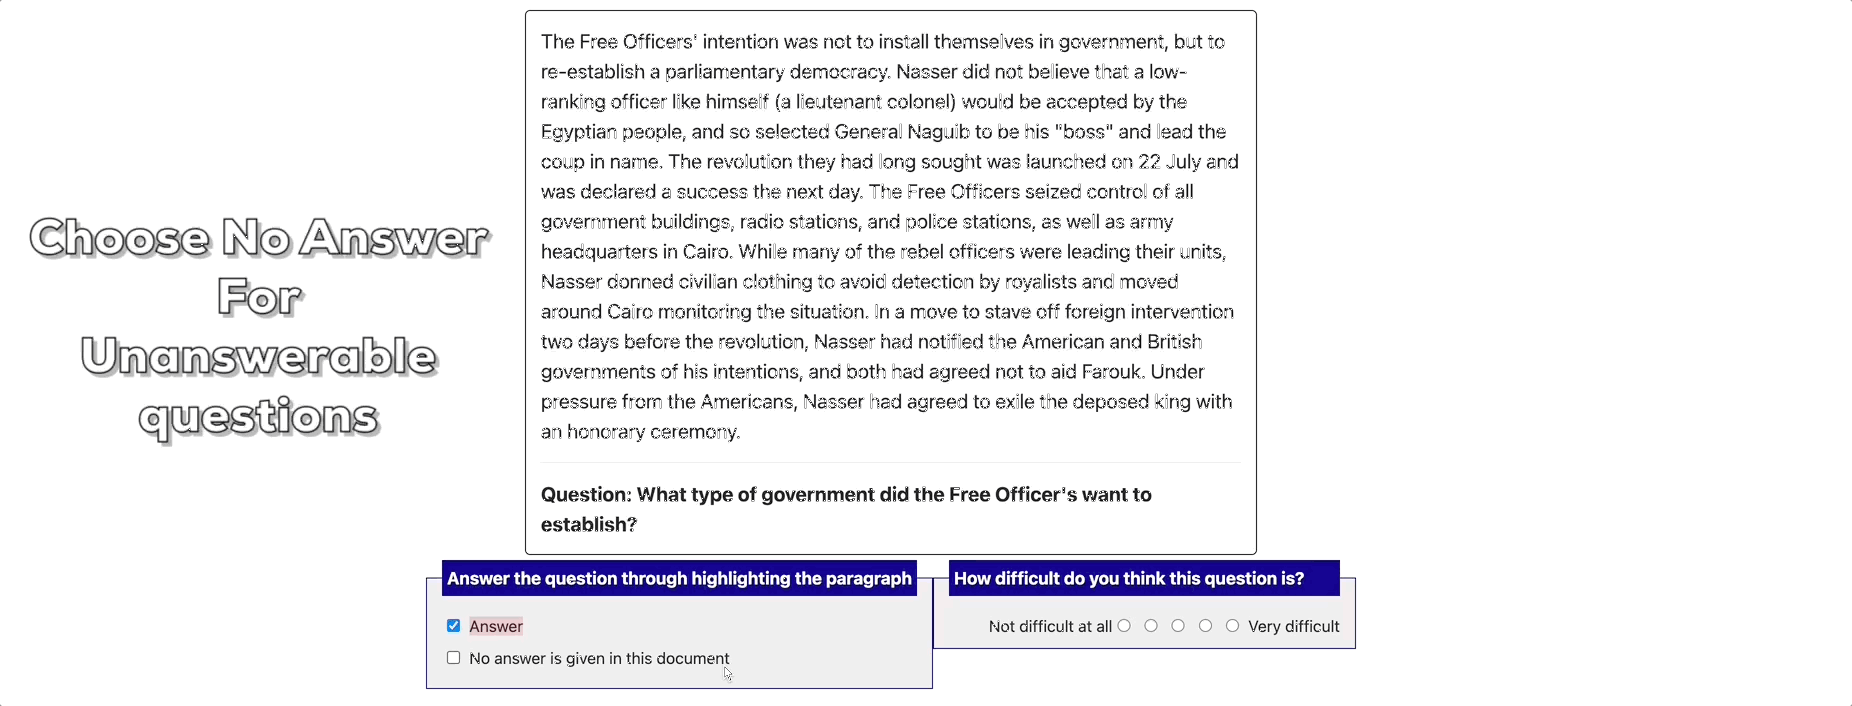 Choose No Answer
For
Unanswerable
questions
The Free Officers' intention was not to install themselves in government, but to
re-establish a parliamentary democracy. Nasser did not believe that a low-
ranking officer like himself (a lieutenant colonel) would be accepted by the
Egyptian people, and so selected General Naguib to be his "boss" and lead the
coup in name. The revolution they had long sought was launched on 22 July and
was declared a success the next day. The Free Officers seized control of all
government buildings, radio stations, and police stations, as well as army
headquarters in Cairo. While many of the rebel officers were leading their units,
Nasser donned civilian clothing to avoid detection by royalists and moved
around Cairo monitoring the situation. In a move to stave off foreign intervention
two days before the revolution, Nasser had notified the American and British
governments of his intentions, and both had agreed not to aid Farouk. Under
pressure from the Americans, Nasser had agreed to exile the deposed king with
an honorary ceremony.
Question: What type of government did the Free Officer's want to
establish?
Answer the question through highlighting the paragraph
Answer
No answer is given in this document
How difficult do you think this question is?
Not difficult at all Very difficult